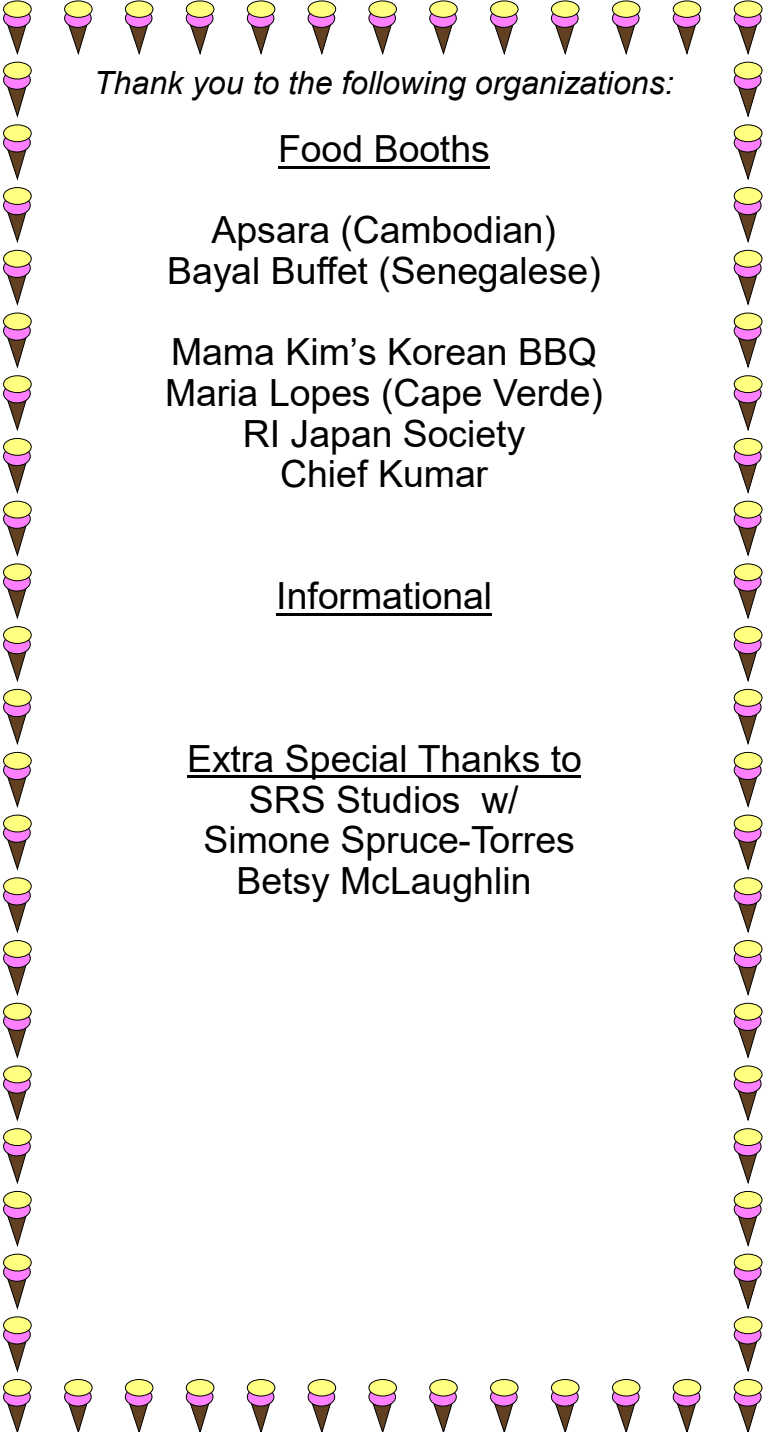 Thank you to the following organizations:
Food Booths
Apsara (Cambodian)
Bayal Buffet (Senegalese)
Mama Kim’s Korean BBQ
Maria Lopes (Cape Verde)
RI Japan Society
Chief Kumar
Informational
Extra Special Thanks to
SRS Studios  w/
Simone Spruce-Torres
Betsy McLaughlin